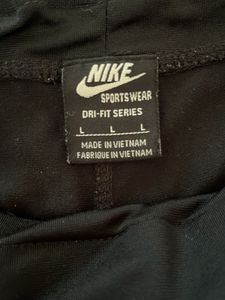 NIKE
SPORTSWEAR
DRI-FIT SERIES
L L L
MADE IN VIETNAM
FABRIQUE IN VIETNAM